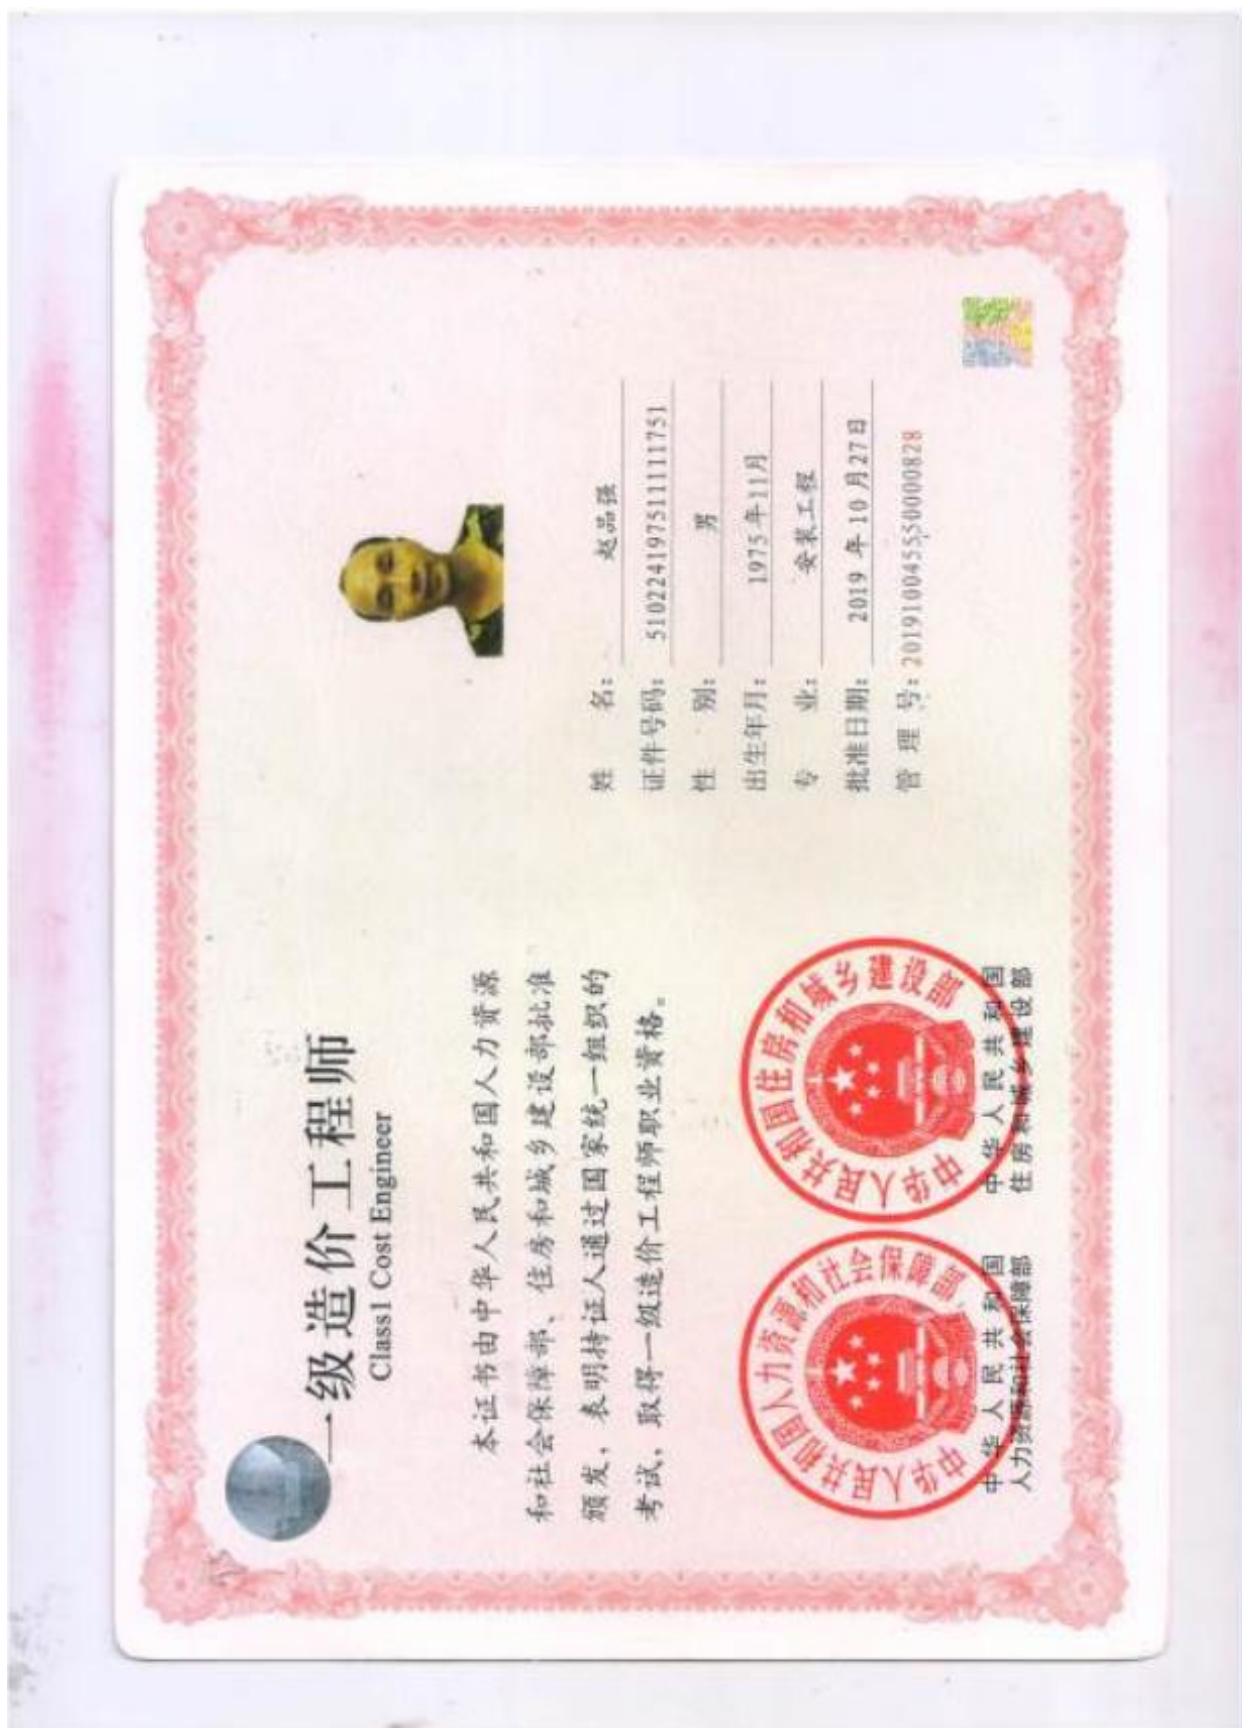 一级造价工程师
Class1 Cost Engineer
本证书由中华人民共和国人力资源
和社会保障部、住房和城乡建设部批准
颁发，表明持证人通过国家统一组织的
考试，取得一级造价工程师职业资格。
中华人民共和国人力资源和社会保障部
中华人民共和国住房和城乡建设部
中华人民共和国
人力资源和社会保障部
中华人民共和国
住房和城乡建设部
姓 名： 赵品强
证件号码： 510224197511111751
性 别： 男
出生年月： 1975年11月
专 业： 安装工程
批准日期： 2019 年 10 月27日
管 理 号：20191004555500000828